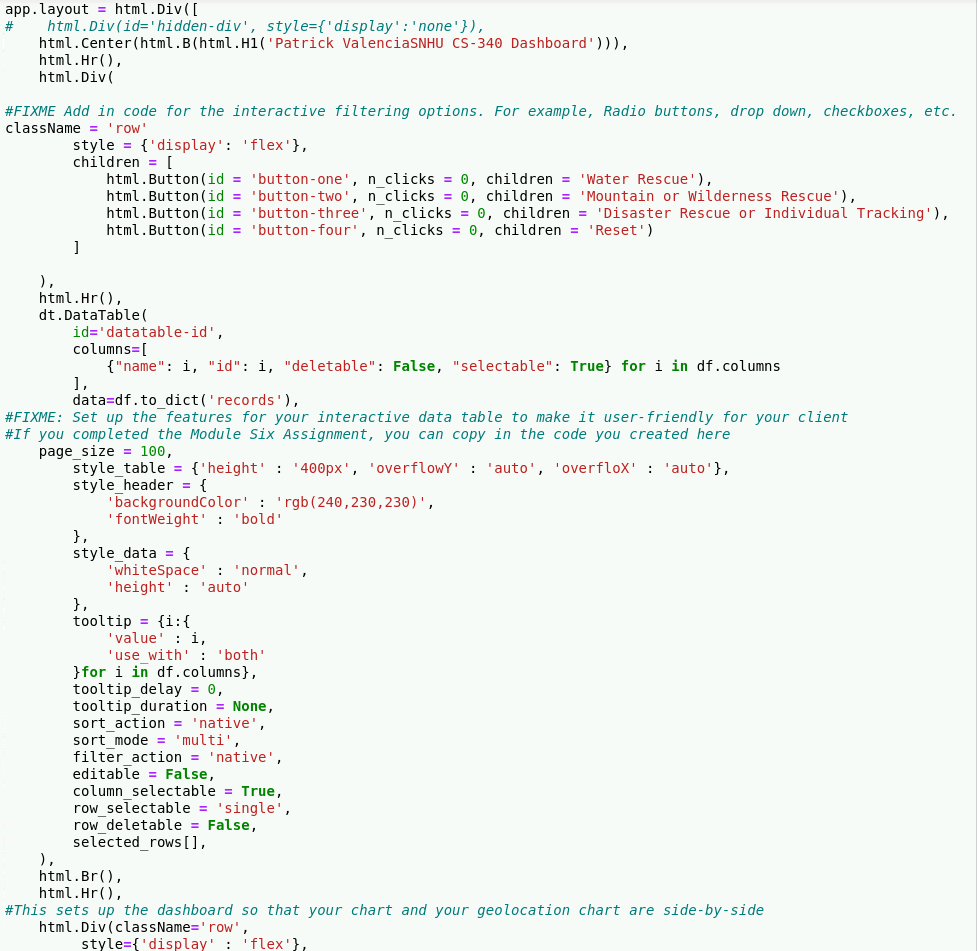 app.layout = html.Div([
#    html.Div(id='hidden-div', style={'display':'none'}),
    html.Center(html.B(html.H1('Patrick ValenciaSNHU CS-340 Dashboard'))),
    html.Hr(),
    html.Div(

#FIXME Add in code for the interactive filtering options. For example, Radio buttons, drop down, checkboxes, etc.
className = 'row'
        style = {'display': 'flex'},
        children = [
            html.Button(id = 'button-one', n_clicks = 0, children = 'Water Rescue'),
            html.Button(id = 'button-two', n_clicks = 0, children = 'Mountain or Wilderness Rescue'),
            html.Button(id = 'button-three', n_clicks = 0, children = 'Disaster Rescue or Individual Tracking'),
            html.Button(id = 'button-four', n_clicks = 0, children = 'Reset')
        ]

    ),
    html.Hr(),
    dt.DataTable(
        id='datatable-id',
        columns=[
            {"name": i, "id": i, "deletable": False, "selectable": True} for i in df.columns
        ],
        data=df.to_dict('records'),
#FIXME: Set up the features for your interactive data table to make it user-friendly for your client
#If you completed the Module Six Assignment, you can copy in the code you created here
    page_size = 100,
        style_table = {'height' : '400px', 'overflowY' : 'auto', 'overfloX' : 'auto'},
        style_header = {
            'backgroundColor' : 'rgb(240,230,230)',
            'fontWeight' : 'bold'
        },
        style_data = {
            'whiteSpace' : 'normal',
            'height' : 'auto'
        },
        tooltip = {i:{
            'value' : i,
            'use_with' : 'both'
        }for i in df.columns},
        tooltip_delay = 0,
        tooltip_duration = None,
        sort_action = 'native',
        sort_mode = 'multi',
        filter_action = 'native',
        editable = False,
        column_selectable = True,
        row_selectable = 'single',
        row_deletable = False,
        selected_rows[],
    ),
    html.Br(),
    html.Hr(),
#This sets up the dashboard so that your chart and your geolocation chart are side-by-side
    html.Div(className='row',
         style={'display' : 'flex'},